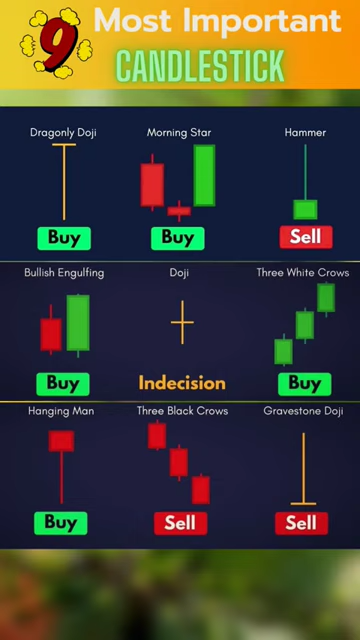 9 Most Important
CANDLESTICK
Dragonly Doji
Morning Star
Hammer
Buy
Buy
Sell
Bullish Engulfing
Doji
Three White Crows
Buy
Indecision
Buy
Hanging Man
Three Black Crows
Gravestone Doji
Buy
Sell
Sell